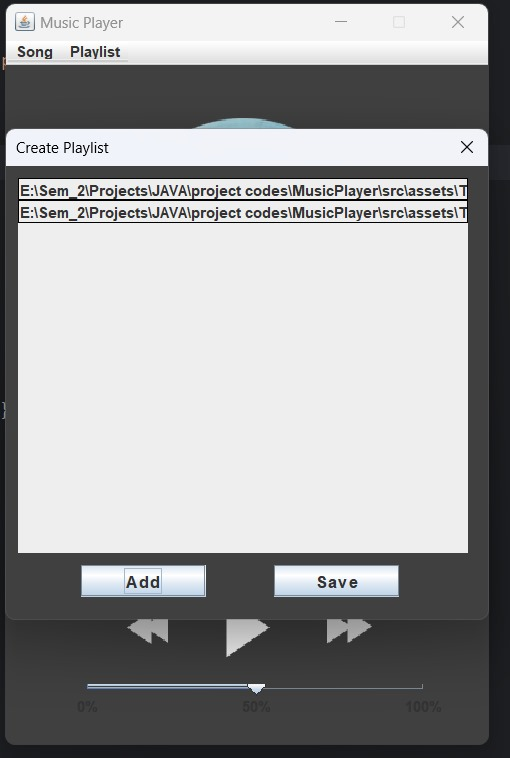 Music Player
Song Playlist
Create Playlist
E:\Sem_2\Projects\JAVA\project codes\MusicPlayer\src\assets\T
E:\Sem_2\Projects\JAVA\project codes\MusicPlayer\src\assets\T
Add Save
0% 50% 100%